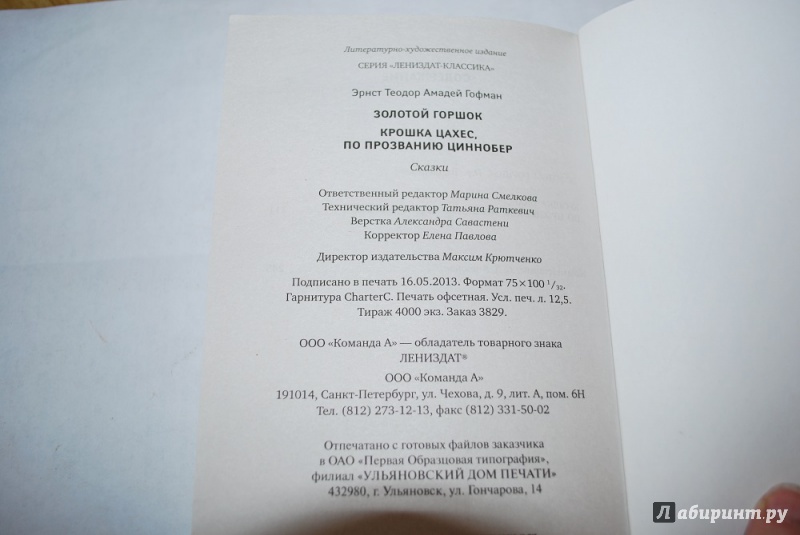 Литературно-художественное издание
СЕРИЯ «ЛЕНИЗДАТ-КЛАССИКА»
Эрнст Теодор Амадей Гофман
ЗОЛОТОЙ ГОРШОК
КРОШКА ЦАХЕС,
ПО ПРОЗВАНИЮ ЦИННОБЕР
Сказки
Ответственный редактор Марина Смелкова
Технический редактор Татьяна Раткевич
Верстка Александра Савастени
Корректор Елена Павлова
Директор издательства Максим Крютченко
Подписано в печать 16.05.2013. Формат 75×100 1/32.
Гарнитура CharterC. Печать офсетная. Усл. печ. л. 12,5.
Тираж 4000 экз. Заказ 3829.
ООО «Команда А» — обладатель товарного знака
ЛЕНИЗДАТ®
ООО «Команда А»
191014, Санкт-Петербург, ул. Чехова, д. 9, лит. А, пом. 6Н
Тел. (812) 273-12-13, факс (812) 331-50-02
Отпечатано с готовых файлов заказчика
в ОАО «Первая Образцовая типография»,
филиал «УЛЬЯНОВСКИЙ ДОМ ПЕЧАТИ»
432980, г. Ульяновск, ул. Гончарова, 14
Лабиринт.ру